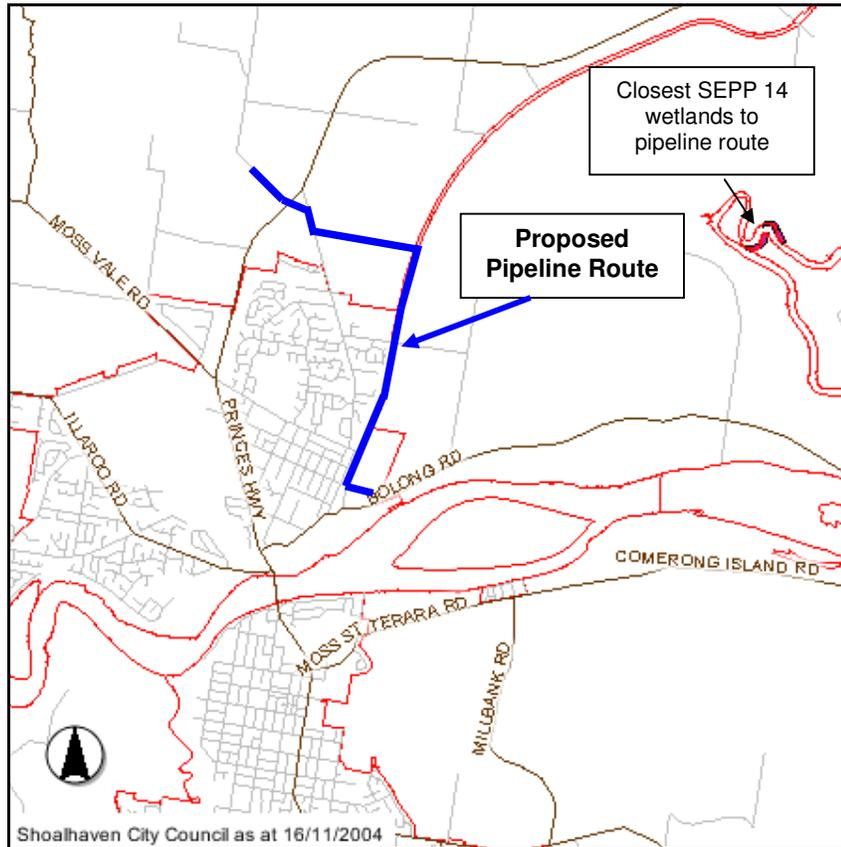 Closest SEPP 14
wetlands to
pipeline route
Proposed
Pipeline Route
MOSS VALE RD
ILLAROO RD
PRINCES HWY
BOLONG RD
COMERONG ISLAND RD
MOSS ST
TERARA RD
MILLBANK RD
Shoalhaven City Council as at 16/11/2004